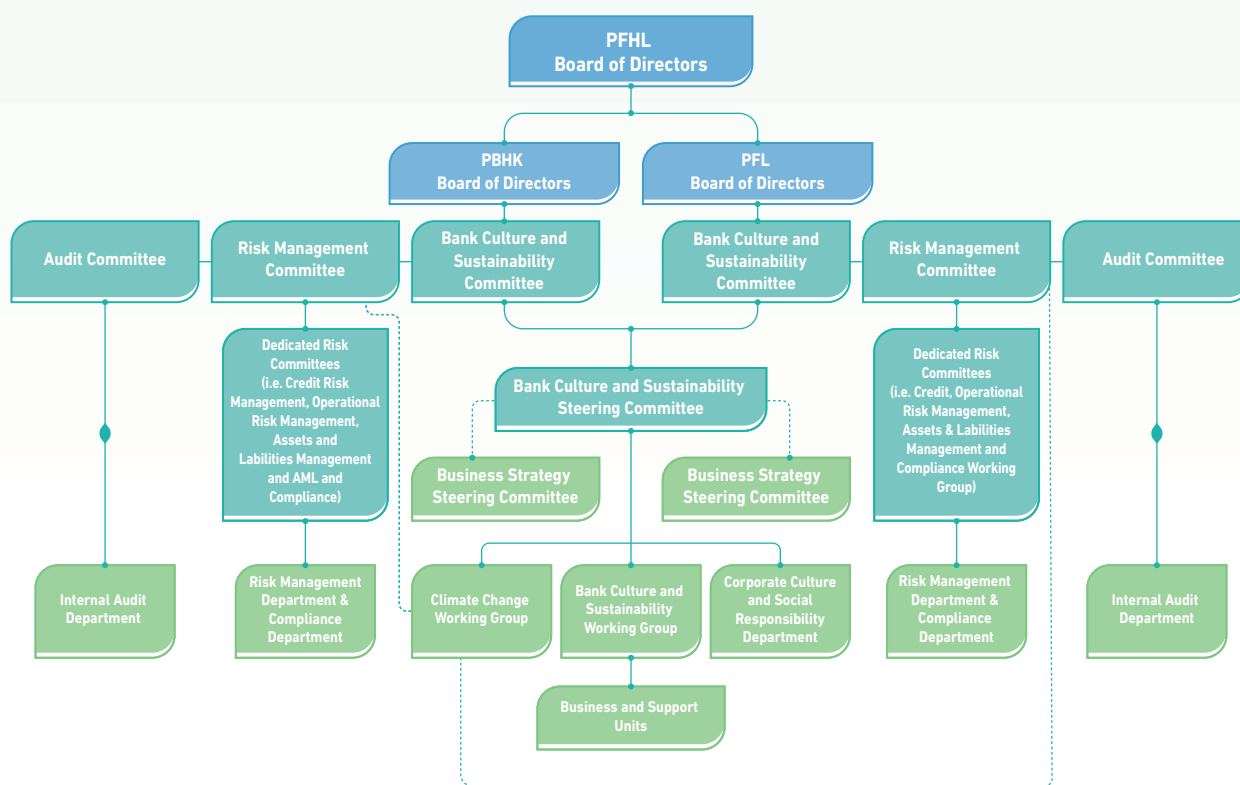 PFHL
Board of Directors
PBHK
Board of Directors
PFL
Board of Directors
Audit Committee
Risk Management
Committee
Bank Culture and
Sustainability
Committee
Bank Culture and
Sustainability
Committee
Risk Management
Committee
Audit Committee
Dedicated Risk
Committees
(i.e. Credit Risk
Management, Operational
Risk Management,
Assets and
Labilities Management
and AML and
Compliance)
Bank Culture and Sustainability
Steering Committee
Dedicated Risk
Committees
(i.e. Credit, Operational
Risk Management,
Assets & Labilities
Management and
Compliance Working
Group)
Business Strategy
Steering Committee
Business Strategy
Steering Committee
Internal Audit
Department
Risk Management
Department &
Compliance
Department
Climate Change
Working Group
Bank Culture and
Sustainability
Working Group
Corporate Culture
and Social
Responsibility
Department
Risk Management
Department &
Compliance
Department
Internal Audit
Department
Business and Support
Units